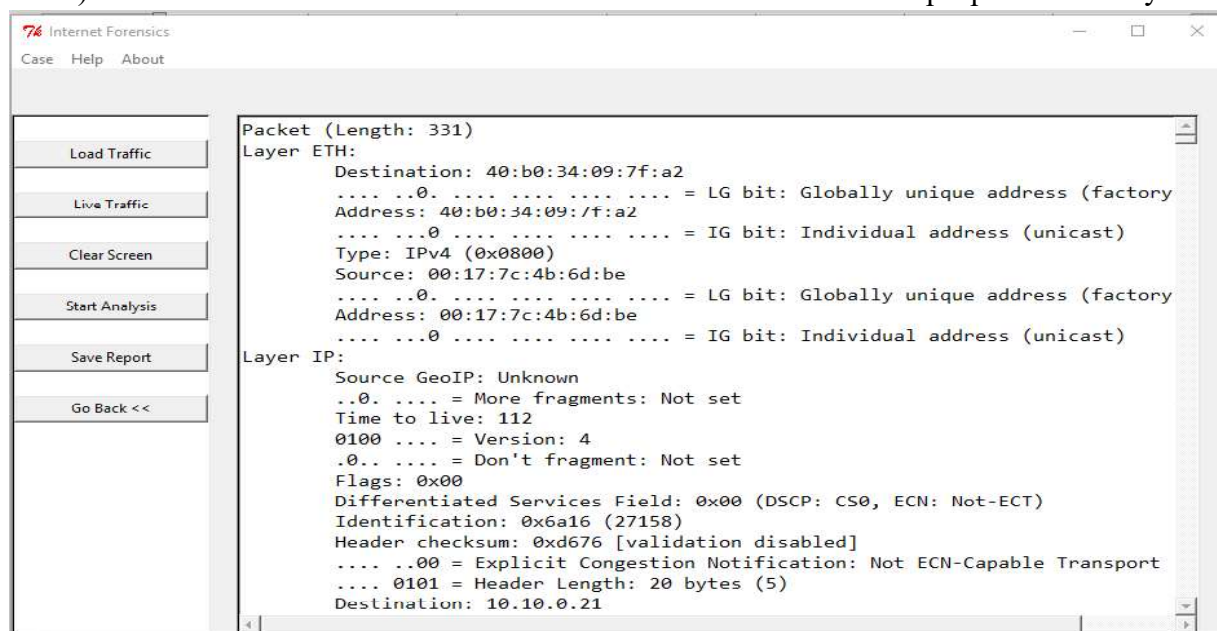 Internet Forensics
Case Help About
Load Traffic
Live Traffic
Clear Screen
Start Analysis
Save Report
Go Back <<
Packet (Length: 331)
Layer ETH:
Destination: 40:b0:34:09:7f:a2
.... ..0. .... .... .... .... = LG bit: Globally unique address (factory
Address: 40:b0:34:09:7f:a2
.... ...0 .... .... .... .... = IG bit: Individual address (unicast)
Type: IPv4 (0x0800)
Source: 00:17:7c:4b:6d:be
.... ..0. .... .... .... .... = LG bit: Globally unique address (factory
Address: 00:17:7c:4b:6d:be
.... ...0 .... .... .... .... = IG bit: Individual address (unicast)
Layer IP:
Source GeoIP: Unknown
..0. .... = More fragments: Not set
Time to live: 112
0100 .... = Version: 4
.0.. .... = Don't fragment: Not set
Flags: 0x00
Differentiated Services Field: 0x00 (DSCP: CS0, ECN: Not-ECT)
Identification: 0x6a16 (27158)
Header checksum: 0xd676 [validation disabled]
.... ..00 = Explicit Congestion Notification: Not ECN-Capable Transport
.... 0101 = Header Length: 20 bytes (5)
Destination: 10.10.0.21